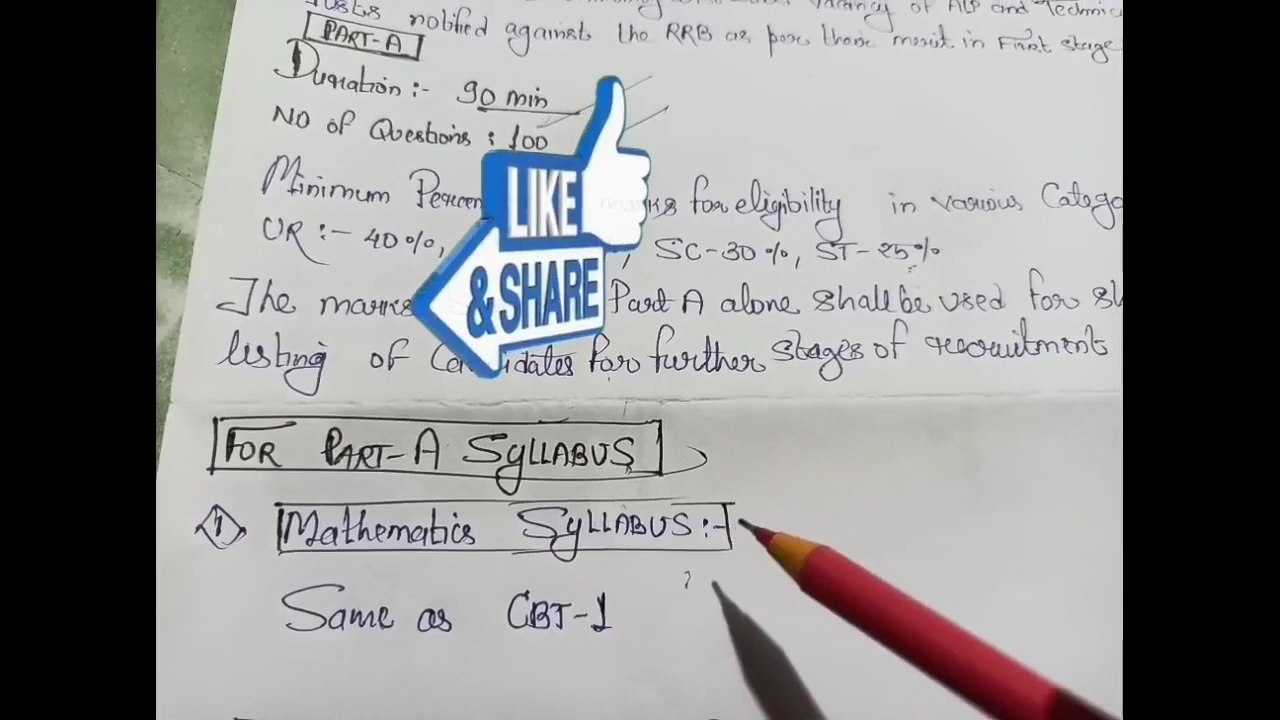 notified against the RRB as per their merit in First stage
PART-A
Duration :- 90 min
NO of Questions : 100
Minimum Percen marks for eligibility in various Catego
UR :- 40%, SC-30%, ST-25%
The marks Part A alone shall be used for sh
listing of Candidates for further stages of recruitment
LIKE
& SHARE
FOR PART-A SYLLABUS
1 Mathematics SYLLABUS :-
Same as CBT-1